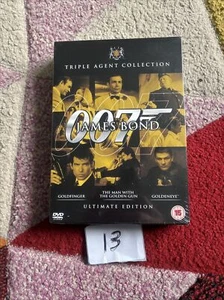 TRIPLE AGENT COLLECTION
007
JAMES BOND
GOLDFINGER
THE MAN WITH
THE GOLDEN GUN
GOLDENEYE
DVD
ULTIMATE EDITION
15
13